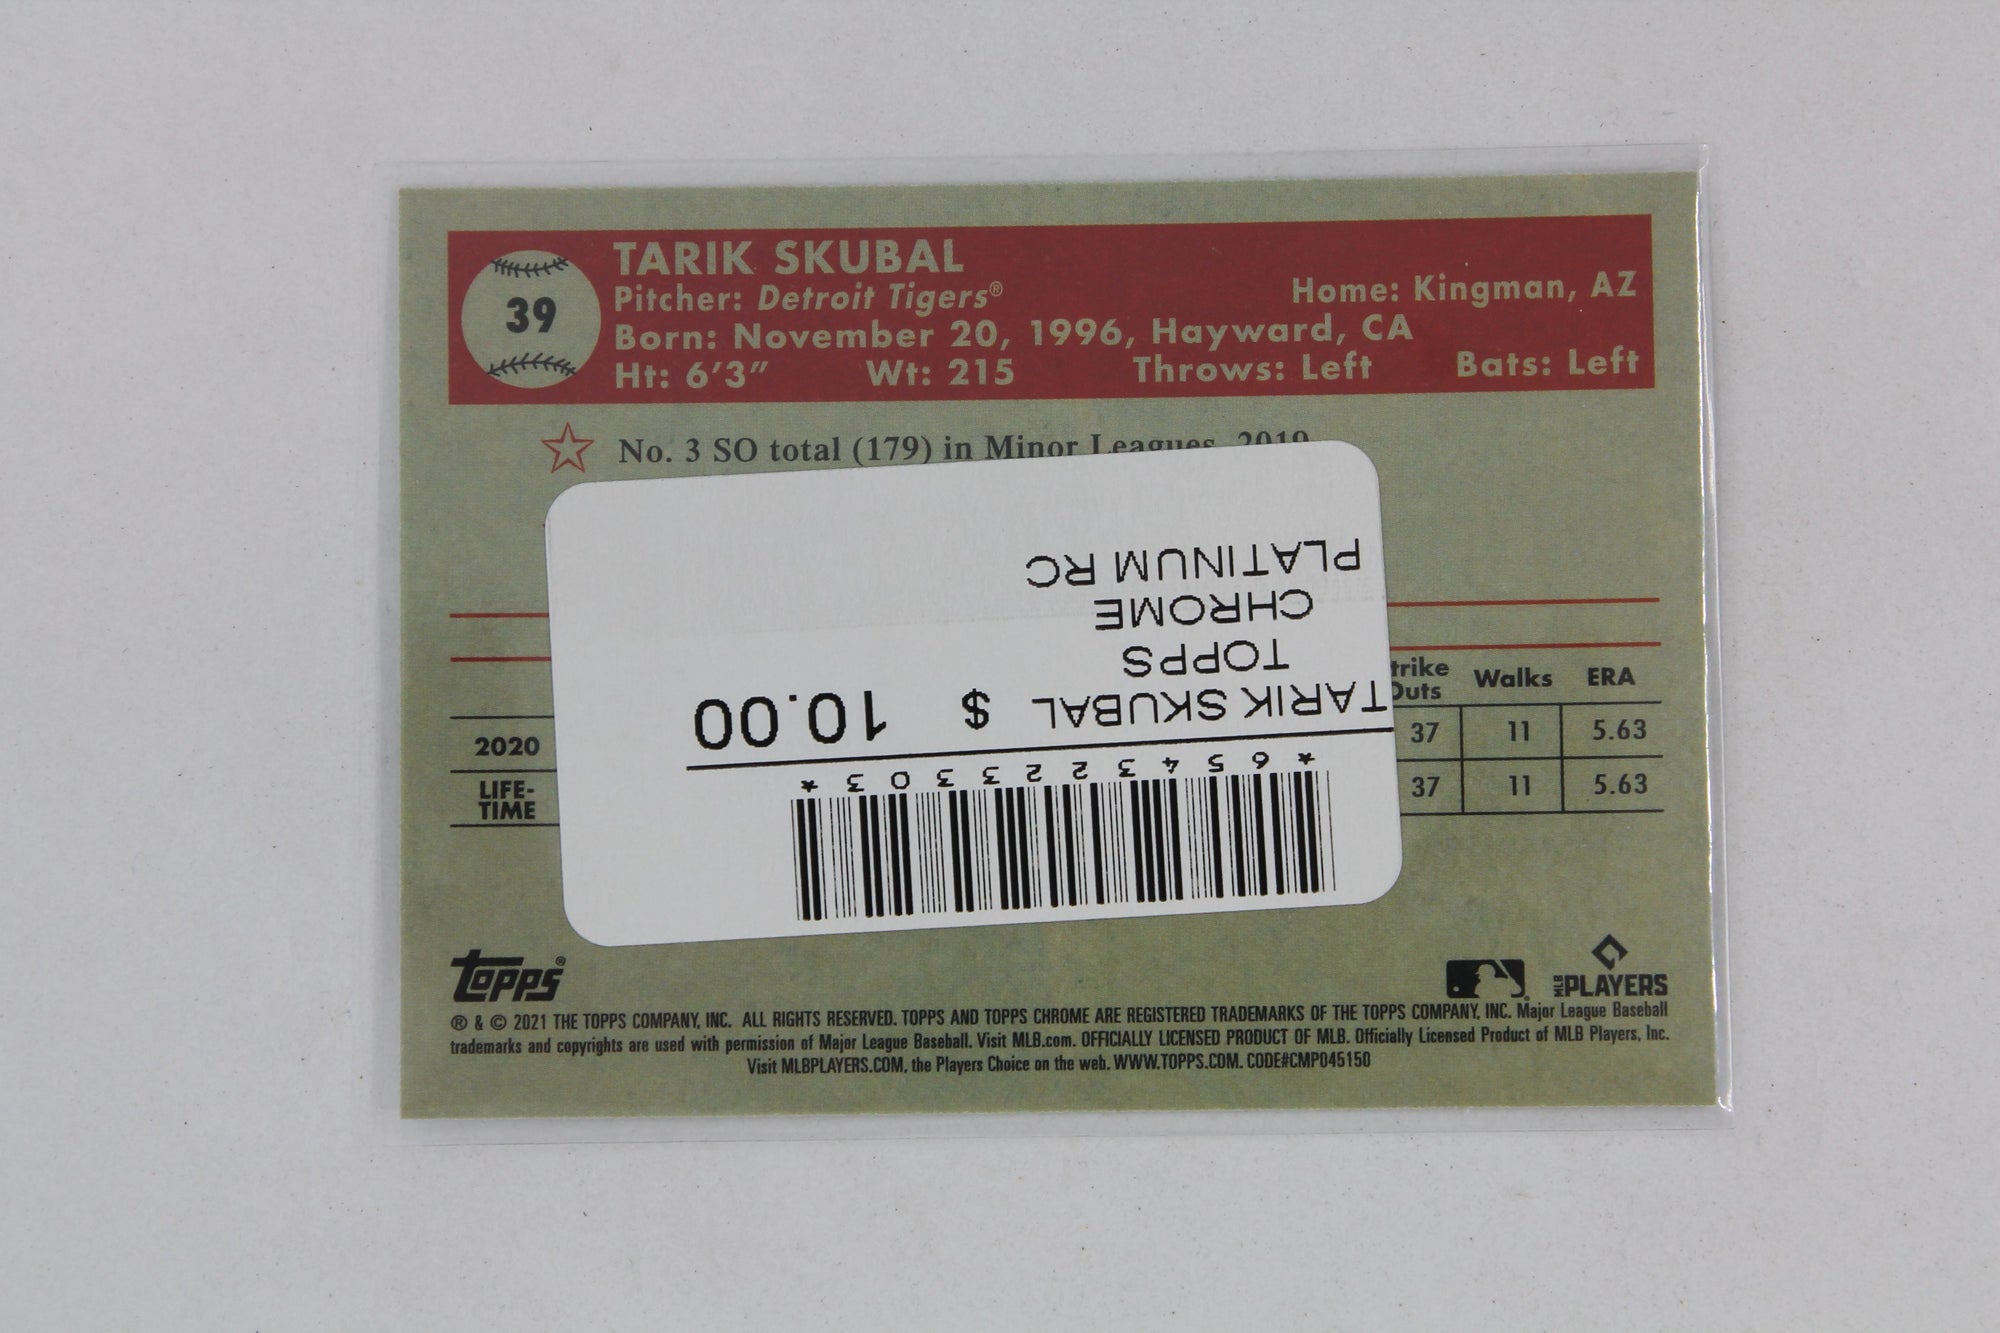 39
TARIK SKUBAL
Pitcher: Detroit Tigers®
Home: Kingman, AZ
Born: November 20, 1996, Hayward, CA
Ht: 6'3" Wt: 215 Throws: Left Bats: Left
No. 3 SO total (179) in Minor Leagues, 2019
PLATINUM RC
CHROME
TOPPS
TARIK SKUBAL $ 10.00
*65432233303*
trike Outs Walks ERA
2020 37 11 5.63
LIFE-TIME 37 11 5.63
topps®
MLB PLAYERS
® & © 2021 THE TOPPS COMPANY, INC. ALL RIGHTS RESERVED. TOPPS AND TOPPS CHROME ARE REGISTERED TRADEMARKS OF THE TOPPS COMPANY, INC. Major League Baseball
trademarks and copyrights are used with permission of Major League Baseball. Visit MLB.com. OFFICIALLY LICENSED PRODUCT OF MLB. Officially Licensed Product of MLB Players, Inc.
Visit MLBPLAYERS.COM, the Players Choice on the web. WWW.TOPPS.COM. CODE#CMP045150